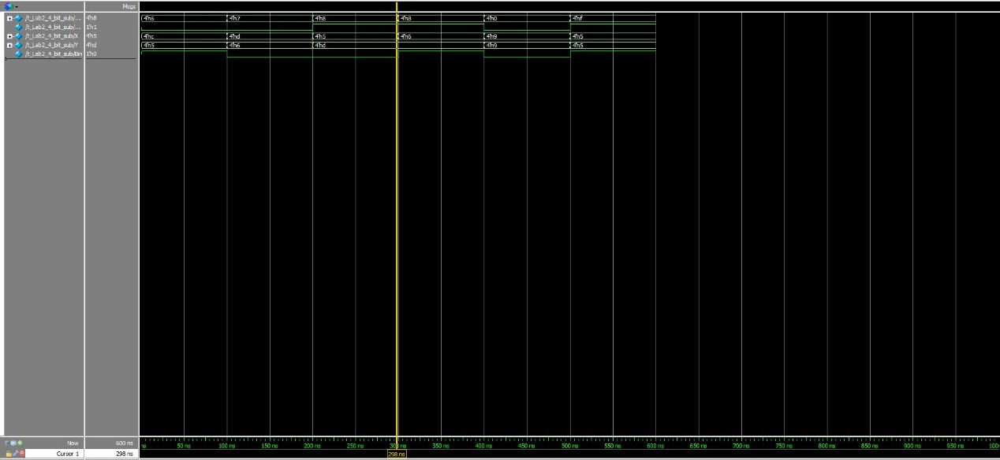 Msgs
/t_Lab2_4_bit_sub/... 4'h8 4'h6 4'h7 4'h8 4'h8 4'h0 4'hf
/t_Lab2_4_bit_sub/... 1'h1
/t_Lab2_4_bit_sub/X 4'h5 4'hc 4'hd 4'h5 4'h6 4'h9 4'h5
/t_Lab2_4_bit_sub/Y 4'hd 4'h5 4'h6 4'hd 4'h9 4'h5
/t_Lab2_4_bit_sub/Bin 1'h0
Now 600 ns ns 50 ns 100 ns 150 ns 200 ns 250 ns 300 ns 350 ns 400 ns 450 ns 500 ns 550 ns 600 ns 650 ns 700 ns 750 ns 800 ns 850 ns 900 ns 950 ns 1000
Cursor 1 298 ns 298 ns